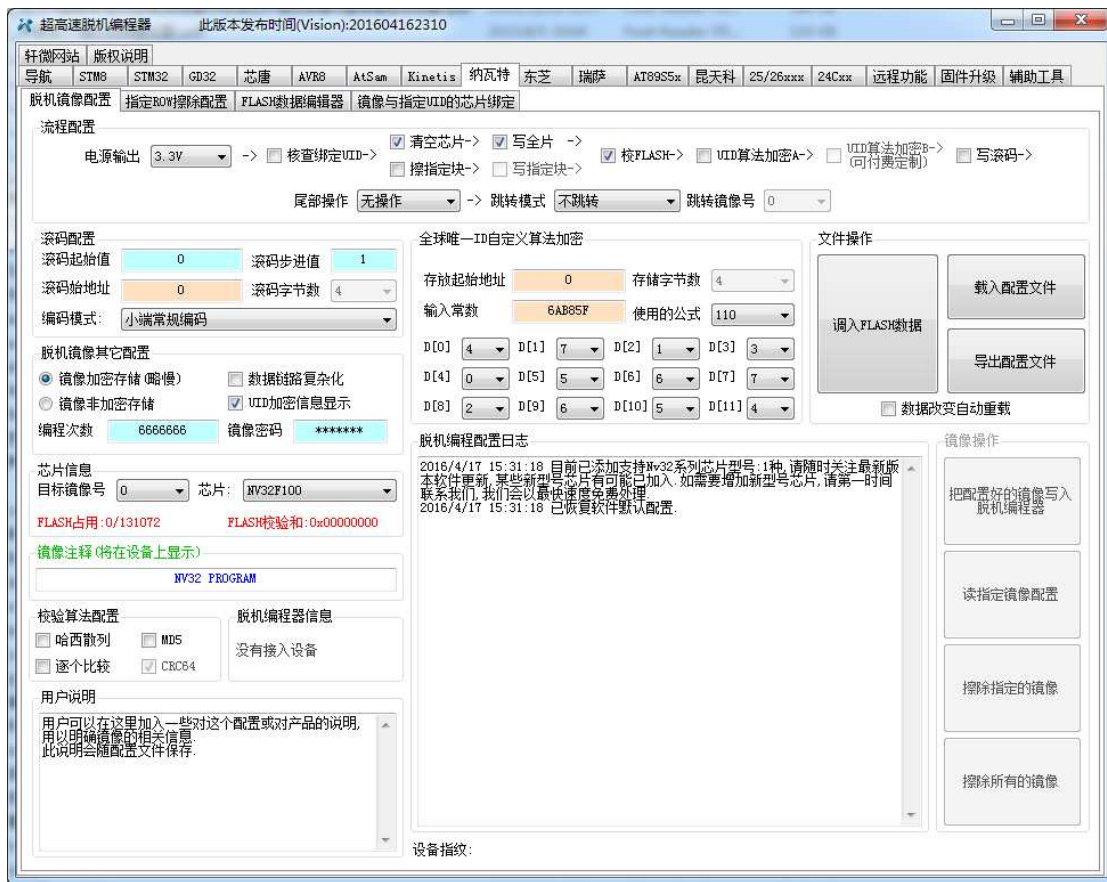 超高速脱机编程器 此版本发布时间(Vision):201604162310
轩微网站 版权说明
导航 STM8 STM32 GD32 芯唐 AVR8 AtSam Kinetis 纳瓦特 东芝 瑞萨 AT89S5x 昆天科 25/26xxx 24Cxx 远程功能 固件升级 辅助工具
脱机镜像配置 指定ROW擦除配置 FLASH数据编辑器 镜像与指定UID的芯片绑定
流程配置
电源输出 3.3V -> 核查绑定UID->
清空芯片-> 写全片 ->
擦指定块-> 写指定块->
校FLASH-> UID算法加密A-> UID算法加密B->
(可付费定制) 写滚码->
尾部操作 无操作 -> 跳转模式 不跳转 跳转镜像号 0
滚码配置
滚码起始值 0 滚码步进值 1
滚码始地址 0 滚码字节数 4
编码模式: 小端常规编码
全球唯一ID自定义算法加密
存放起始地址 0 存储字节数 4
输入常数 6AB85F 使用的公式 110
D[0] 4 D[1] 7 D[2] 1 D[3] 3
D[4] 0 D[5] 5 D[6] 6 D[7] 7
D[8] 2 D[9] 6 D[10] 5 D[11] 4
文件操作
调入FLASH数据
载入配置文件
导出配置文件
数据改变自动重载
脱机镜像其它配置
镜像加密存储(略慢) 数据链路复杂化
镜像非加密存储 UID加密信息显示
编程次数 6666666 镜像密码 *******
芯片信息
目标镜像号 0 芯片: NV32F100
FLASH占用:0/131072 FLASH校验和:0x00000000
镜像注释(将在设备上显示)
NV32 PROGRAM
校验算法配置
哈西散列 MD5
逐个比较 CRC64
脱机编程器信息
没有接入设备
用户说明
用户可以在这里加入一些对这个配置或对产品的说明,
用以明确镜像的相关信息.
此说明会随配置文件保存.
脱机编程配置日志
2016/4/17 15:31:18 目前已添加支持Nv32系列芯片型号:1种,请随时关注最新版
本软件更新,某些新型号芯片有可能已加入.如需要增加新型号芯片,请第一时间
联系我们,我们会以最快速度免费处理.
2016/4/17 15:31:18 已恢复软件默认配置.
镜像操作
把配置好的镜像写入
脱机编程器
读指定镜像配置
擦除指定的镜像
擦除所有的镜像
设备指纹: